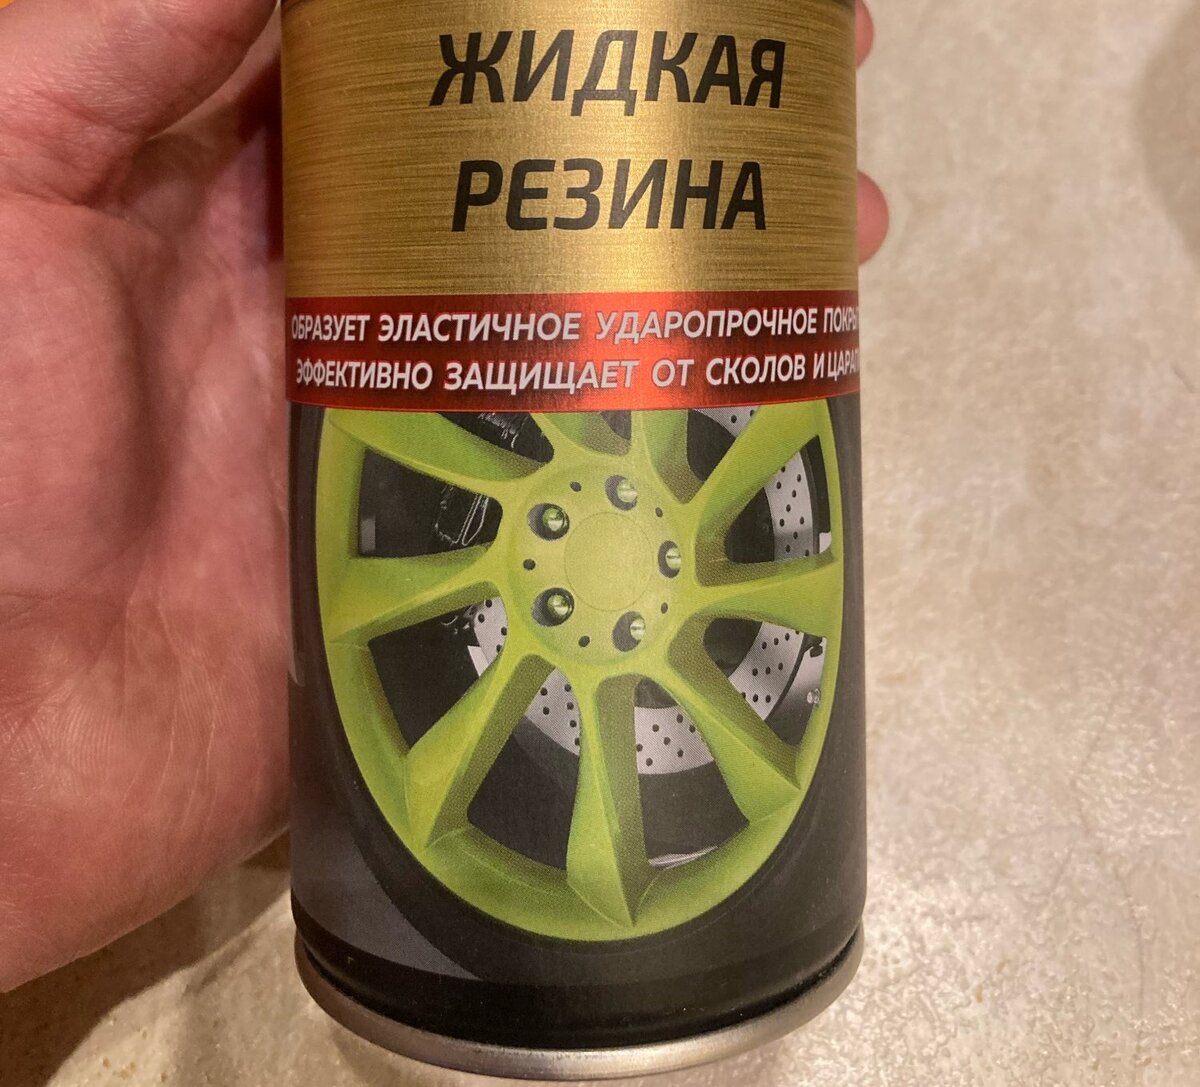 ЖИДКАЯ
РЕЗИНА
ОБРАЗУЕТ ЭЛАСТИЧНОЕ УДАРОПРОЧНОЕ
ЭФФЕКТИВНО ЗАЩИЩАЕТ ОТ СКОЛОВ И